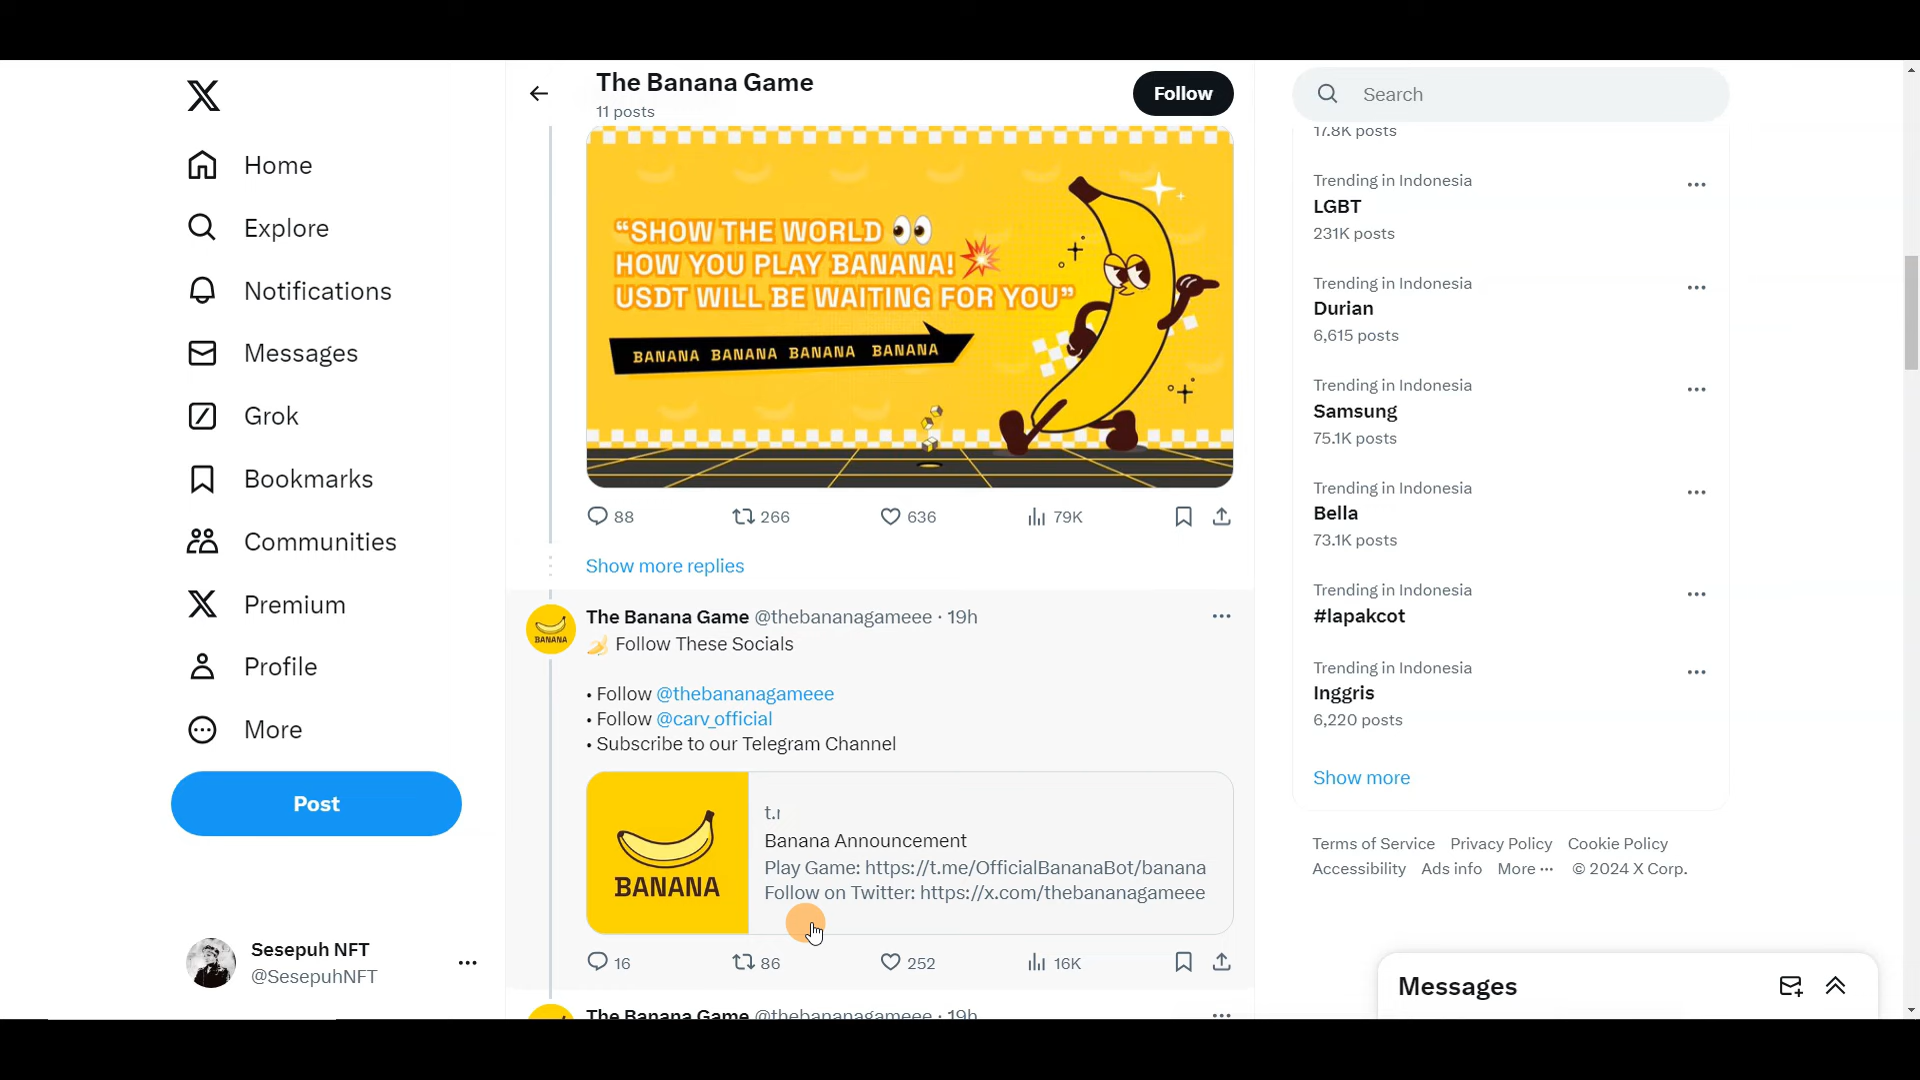 Home
Explore
Notifications
Messages
Grok
Bookmarks
Communities
Premium
Profile
More
Post
Sesepuh NFT
@SesepuhNFT
The Banana Game
11 posts
Follow
“SHOW THE WORLD 👀
HOW YOU PLAY BANANA! 💥
USDT WILL BE WAITING FOR YOU”
BANANA BANANA BANANA BANANA
88 266 636 79K
Show more replies
The Banana Game @thebananagameee · 19h
🍌 Follow These Socials
• Follow @thebananagameee
• Follow @carv_official
• Subscribe to our Telegram Channel
BANANA
Banana Announcement
Play Game: https://t.me/OfficialBananaBot/banana
Follow on Twitter: https://x.com/thebananagameee
16 86 252 16K
The Banana Game @thebananagameee · 19h
Search
17.8K posts
Trending in Indonesia
LGBT
231K posts
Trending in Indonesia
Durian
6,615 posts
Trending in Indonesia
Samsung
75.1K posts
Trending in Indonesia
Bella
73.1K posts
Trending in Indonesia
#lapakcot
Trending in Indonesia
Inggris
6,220 posts
Show more
Terms of Service Privacy Policy Cookie Policy
Accessibility Ads info More ··· © 2024 X Corp.
Messages